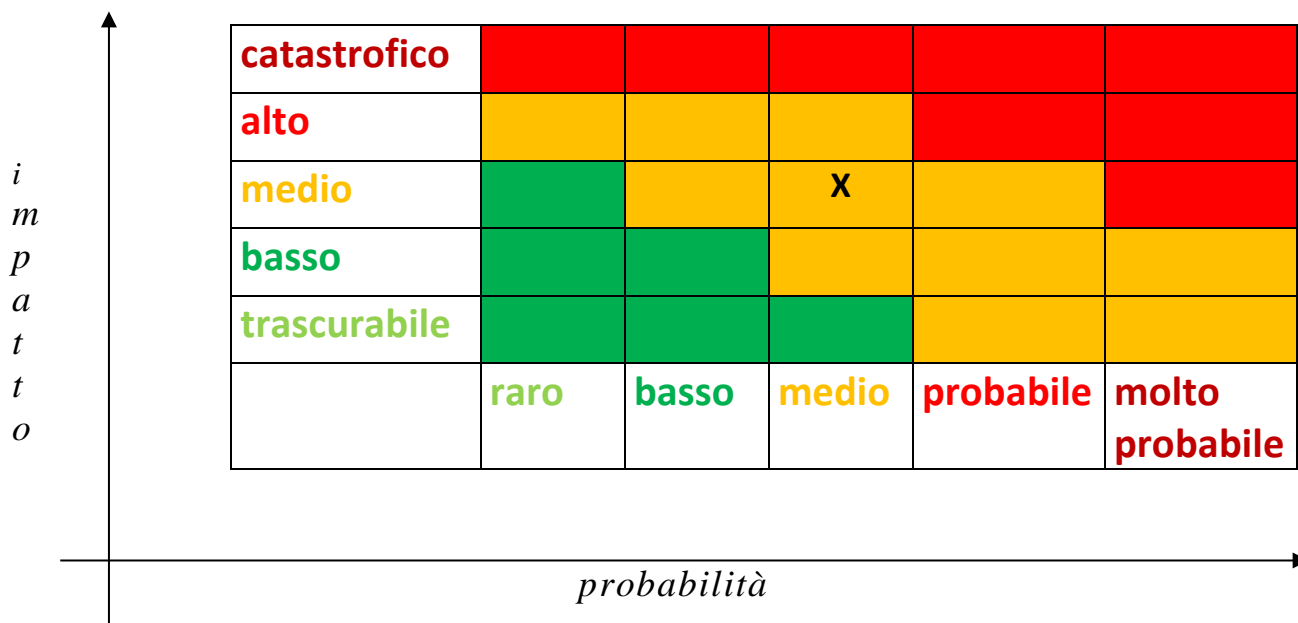 catastrofico
alto
medio X
basso
trascurabile
raro basso medio probabile molto
probabile
i
m
p
a
t
t
o
probabilità